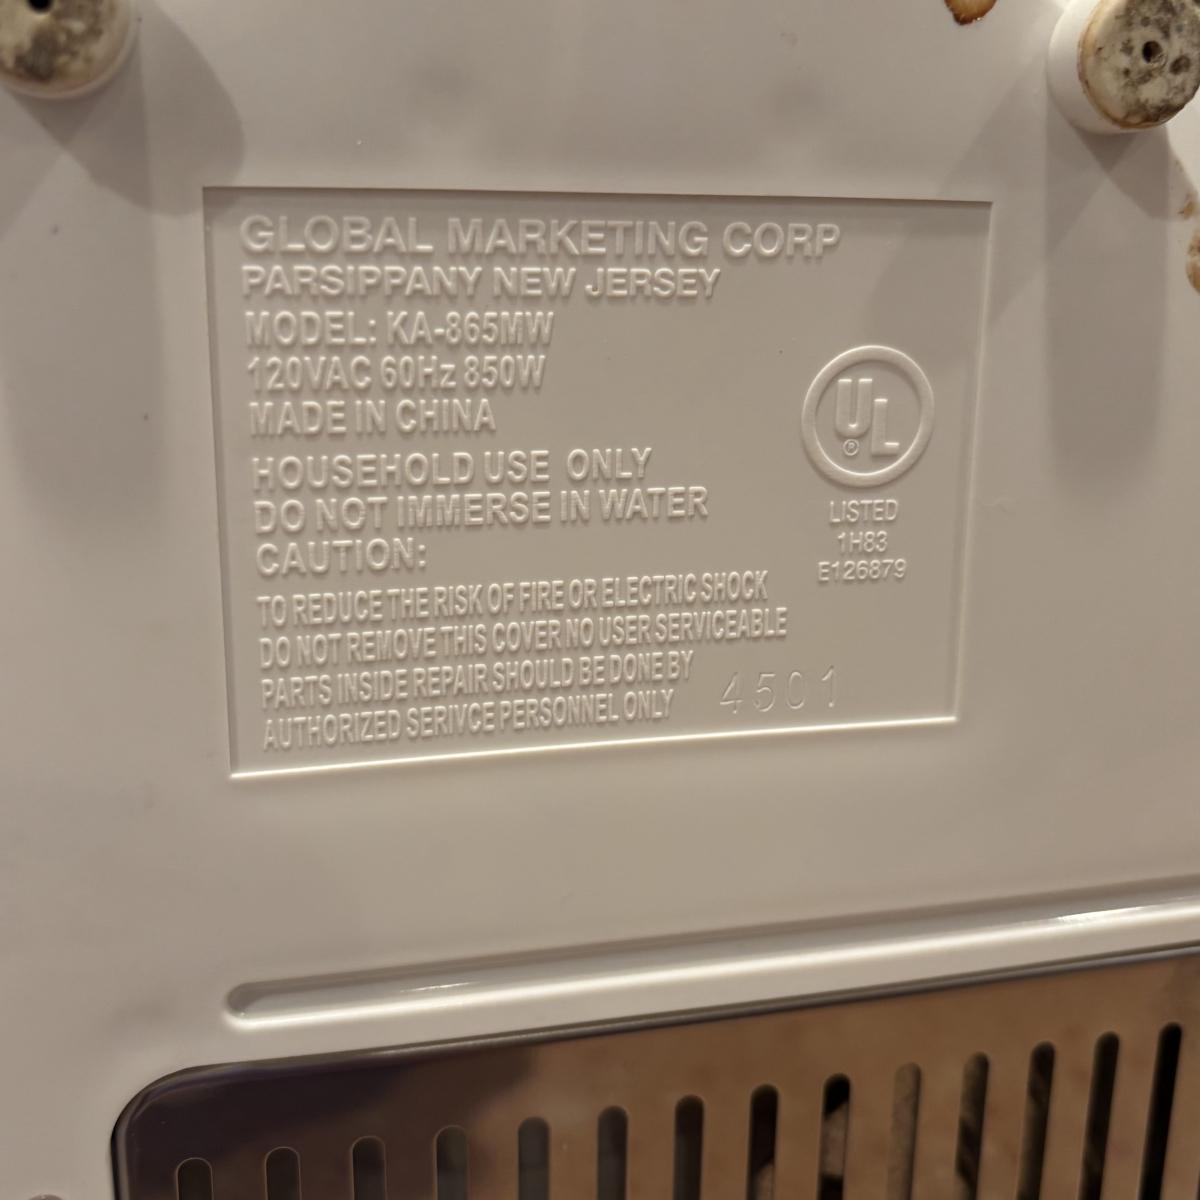 GLOBAL MARKETING CORP
PARSIPPANY NEW JERSEY
MODEL: KA-865MW
120VAC 60Hz 850W
MADE IN CHINA
HOUSEHOLD USE ONLY
DO NOT IMMERSE IN WATER
CAUTION:
TO REDUCE THE RISK OF FIRE OR ELECTRIC SHOCK
DO NOT REMOVE THIS COVER NO USER SERVICEABLE
PARTS INSIDE REPAIR SHOULD BE DONE BY
AUTHORIZED SERIVCE PERSONNEL ONLY
4501
UL
®
LISTED
1H83
E126879